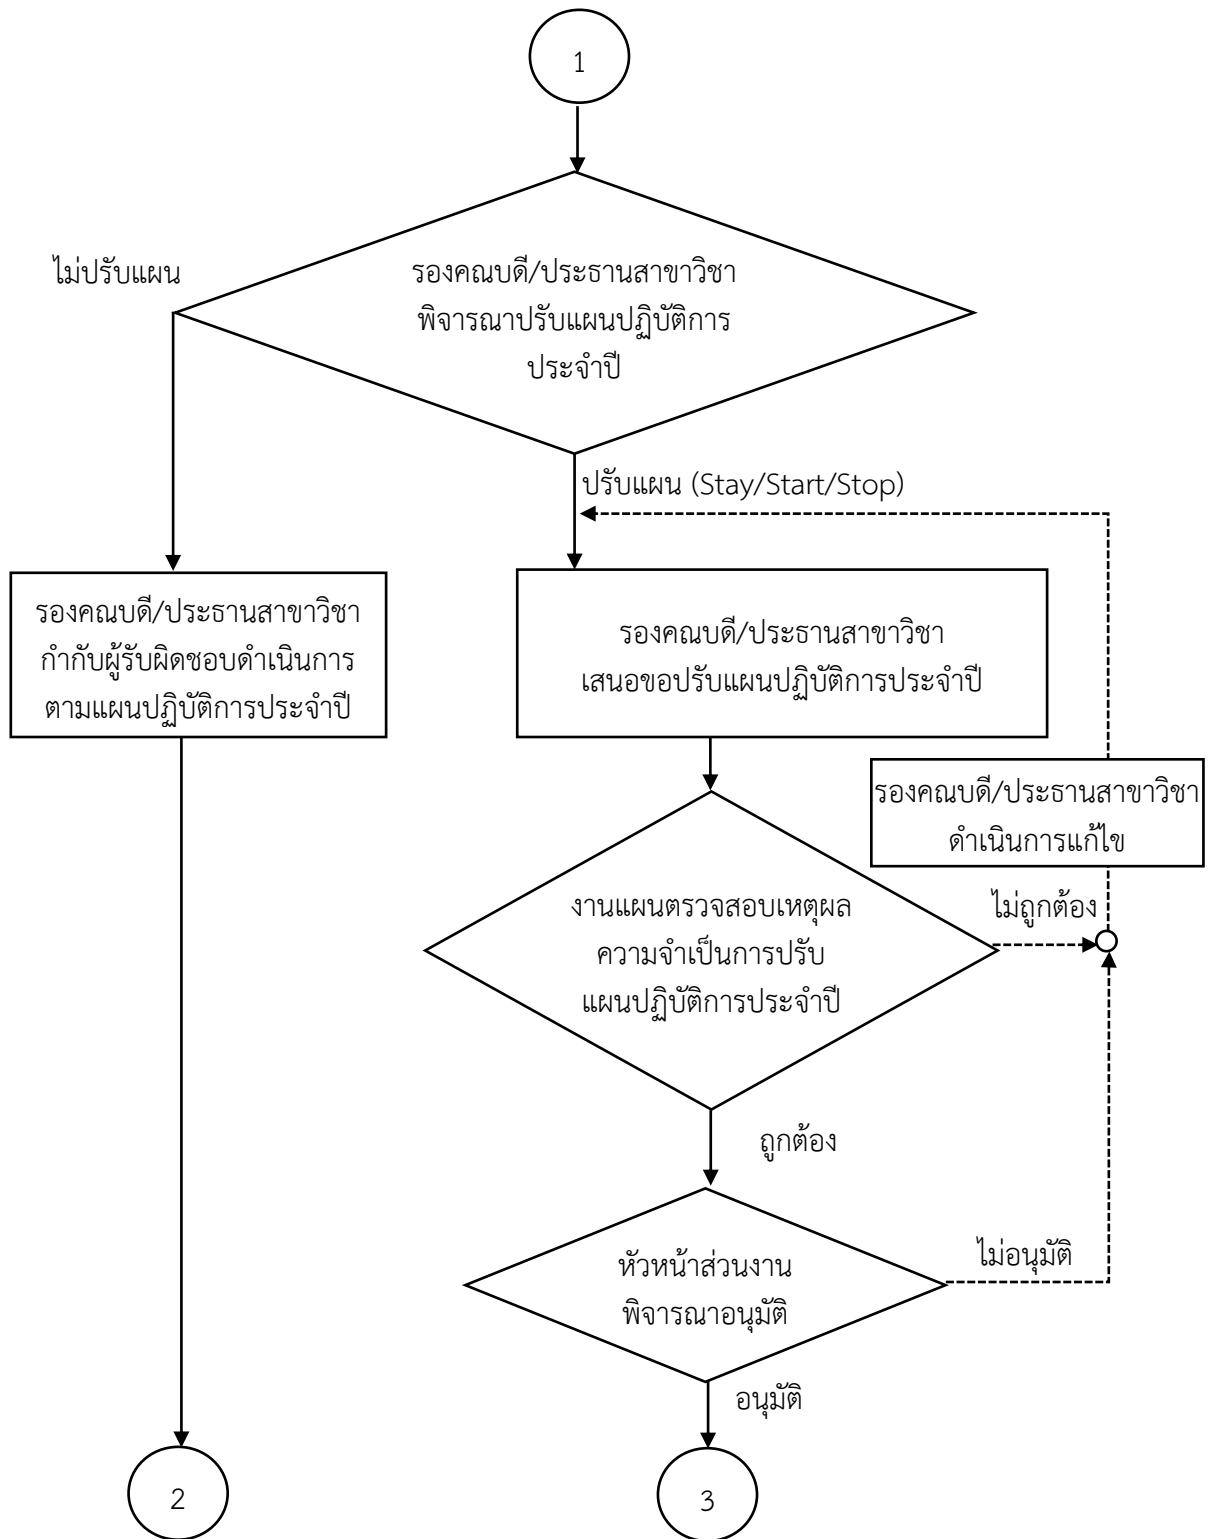 1
ไม่ปรับแผน
รองคณบดี/ประธานสาขาวิชา
พิจารณาปรับแผนปฏิบัติการ
ประจำปี
ปรับแผน (Stay/Start/Stop)
รองคณบดี/ประธานสาขาวิชา
กำกับผู้รับผิดชอบดำเนินการ
ตามแผนปฏิบัติการประจำปี
รองคณบดี/ประธานสาขาวิชา
เสนอขอปรับแผนปฏิบัติการประจำปี
รองคณบดี/ประธานสาขาวิชา
ดำเนินการแก้ไข
งานแผนตรวจสอบเหตุผล
ความจำเป็นการปรับ
แผนปฏิบัติการประจำปี
ไม่ถูกต้อง
ถูกต้อง
หัวหน้าส่วนงาน
พิจารณาอนุมัติ
ไม่อนุมัติ
อนุมัติ
2
3